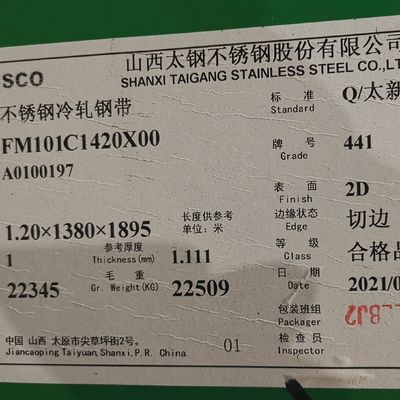 OSCO
山西太钢不锈钢股份有限公司
SHANXI TAIGANG STAINLESS STEEL CO.,LT
不锈钢冷轧钢带
标 准 Q/太新
Standard
FM101C1420X00
牌 号 441
Grade
A0100197
表 面 2D
Finish
1.20×1380×1895
长度供参考
单位：米
边缘状态 切边
Edge
1
参考厚度
Thickness(mm)
1.111
等 级 合格品
Class
22345
毛 重
Gr. Weight(KG)
22509
日 期 2021/0
Date
包装班组
Packager
中国 山西 太原市尖草坪街2号。
Jiancaoping Taiyuan, Shanxi, P.R. China
01
检 查 员
Inspector